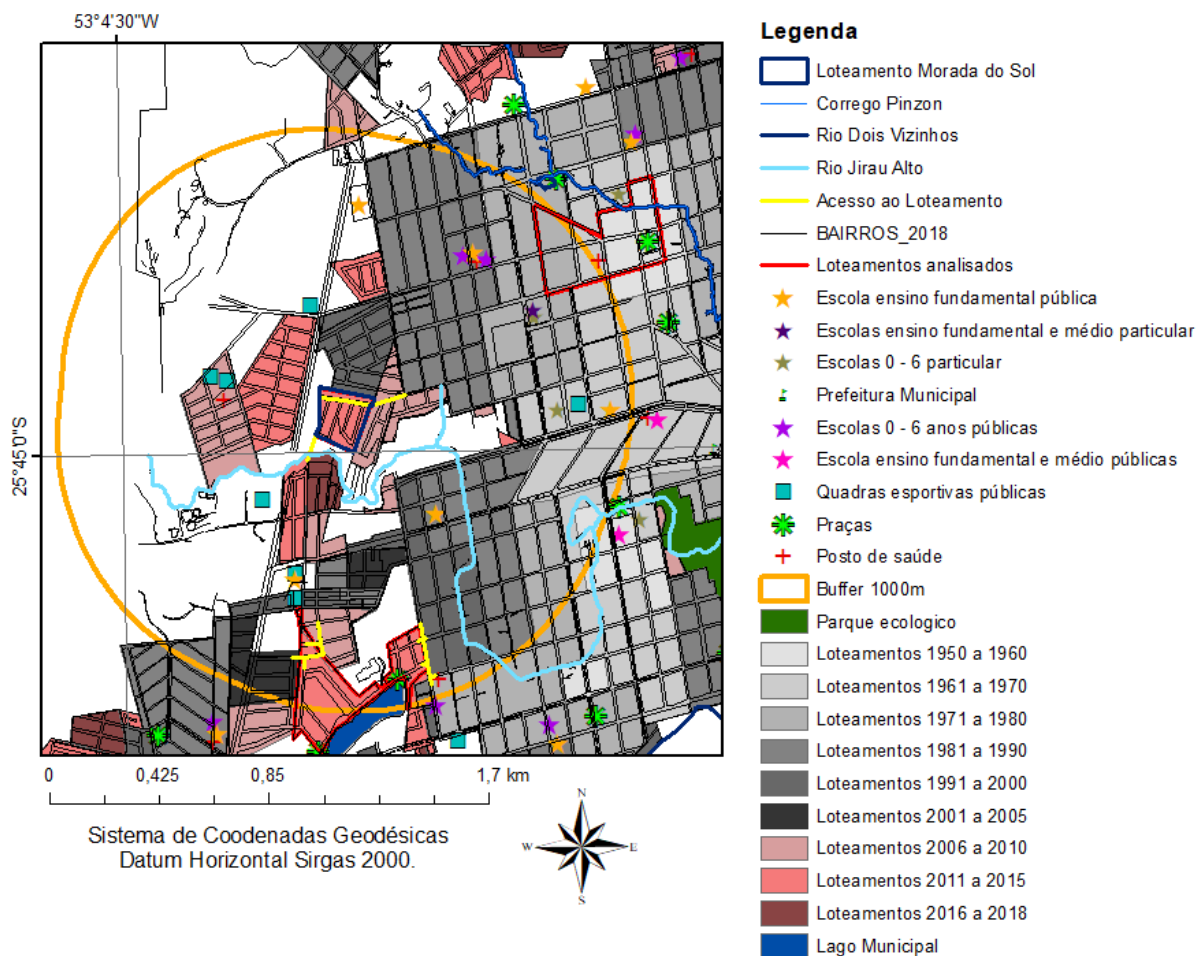 53°4'30"W
25°45'0"S
0 0,425 0,85 1,7 km
Sistema de Coodenadas Geodésicas
Datum Horizontal Sirgas 2000.
N
W E
S
Legenda
Loteamento Morada do Sol
Corrego Pinzon
Rio Dois Vizinhos
Rio Jirau Alto
Acesso ao Loteamento
BAIRROS_2018
Loteamentos analisados
Escola ensino fundamental pública
Escolas ensino fundamental e médio particular
Escolas 0 - 6 particular
Prefeitura Municipal
Escolas 0 - 6 anos públicas
Escola ensino fundamental e médio públicas
Quadras esportivas públicas
Praças
Posto de saúde
Buffer 1000m
Parque ecologico
Loteamentos 1950 a 1960
Loteamentos 1961 a 1970
Loteamentos 1971 a 1980
Loteamentos 1981 a 1990
Loteamentos 1991 a 2000
Loteamentos 2001 a 2005
Loteamentos 2006 a 2010
Loteamentos 2011 a 2015
Loteamentos 2016 a 2018
Lago Municipal